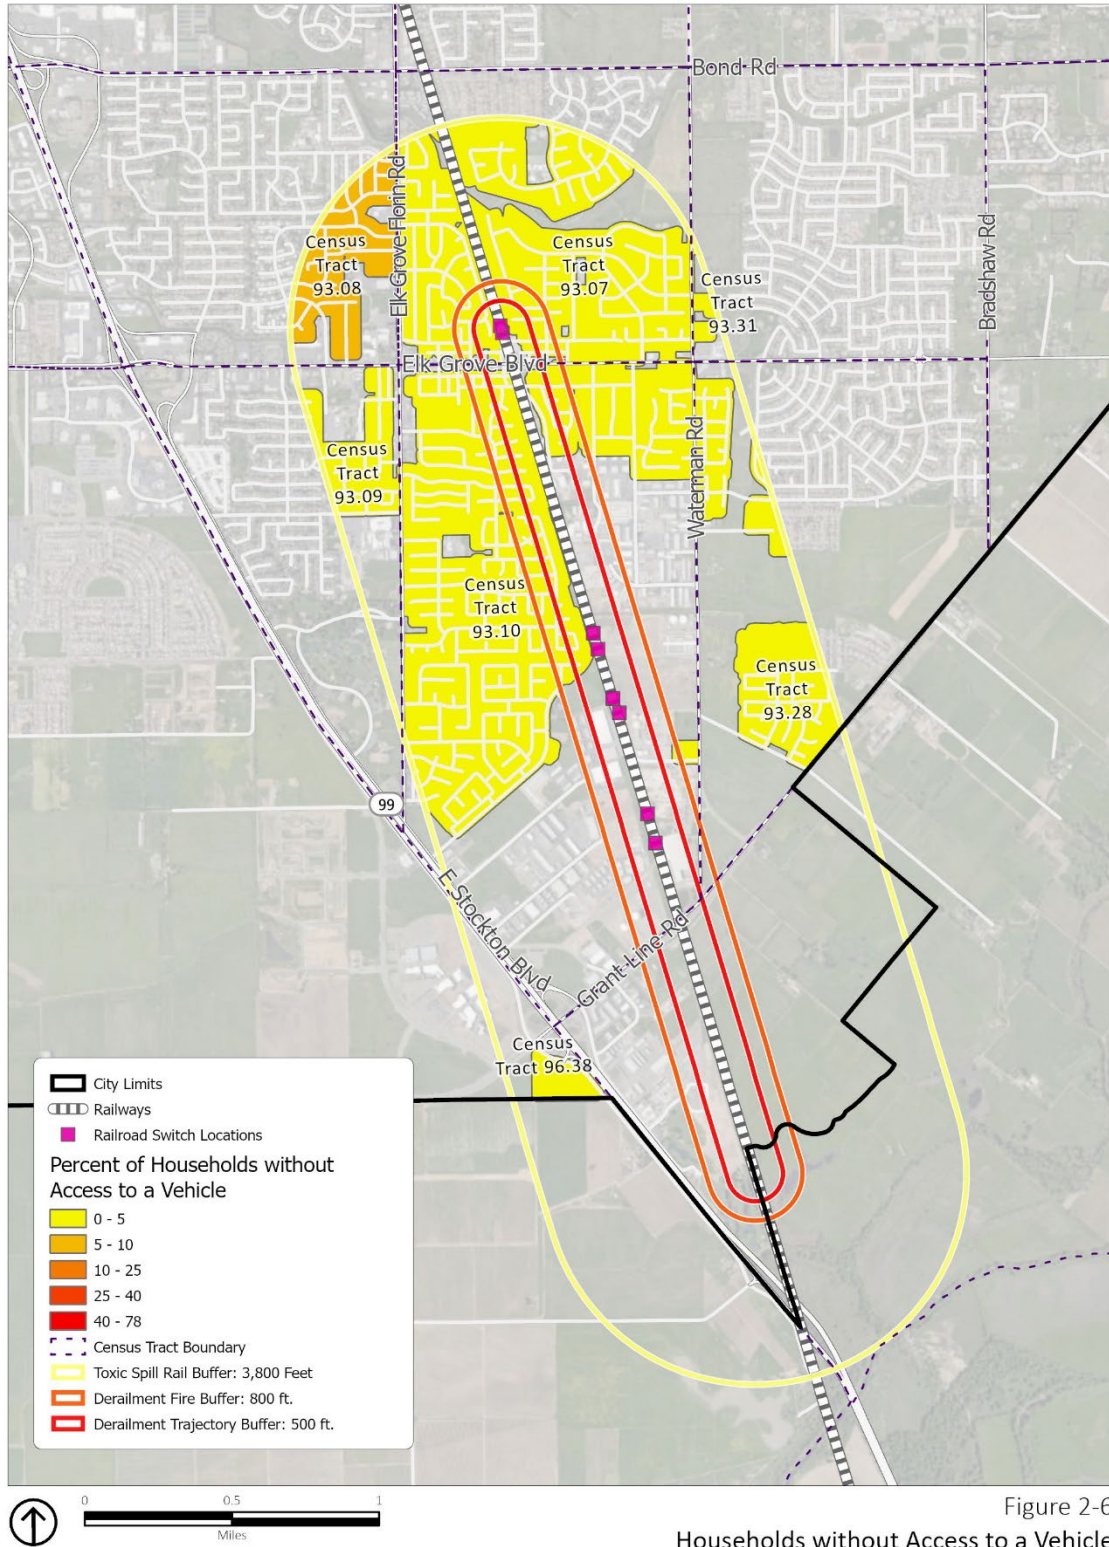 Bond Rd
Elk Grove-Florin Rd
Census
Tract
93.08
Census
Tract
93.07
Census
Tract
93.31
Bradshaw Rd
Elk Grove Blvd
Census
Tract
93.09
Waterman Rd
Census
Tract
93.10
Census
Tract
93.28
99
E Stockton Blvd
Grant Line Rd
Census
Tract 96.38
City Limits
Railways
Railroad Switch Locations
Percent of Households without
Access to a Vehicle
0 - 5
5 - 10
10 - 25
25 - 40
40 - 78
Census Tract Boundary
Toxic Spill Rail Buffer: 3,800 Feet
Derailment Fire Buffer: 800 ft.
Derailment Trajectory Buffer: 500 ft.
0 0.5 1
Miles
Figure 2-6
Households without Access to a Vehicle